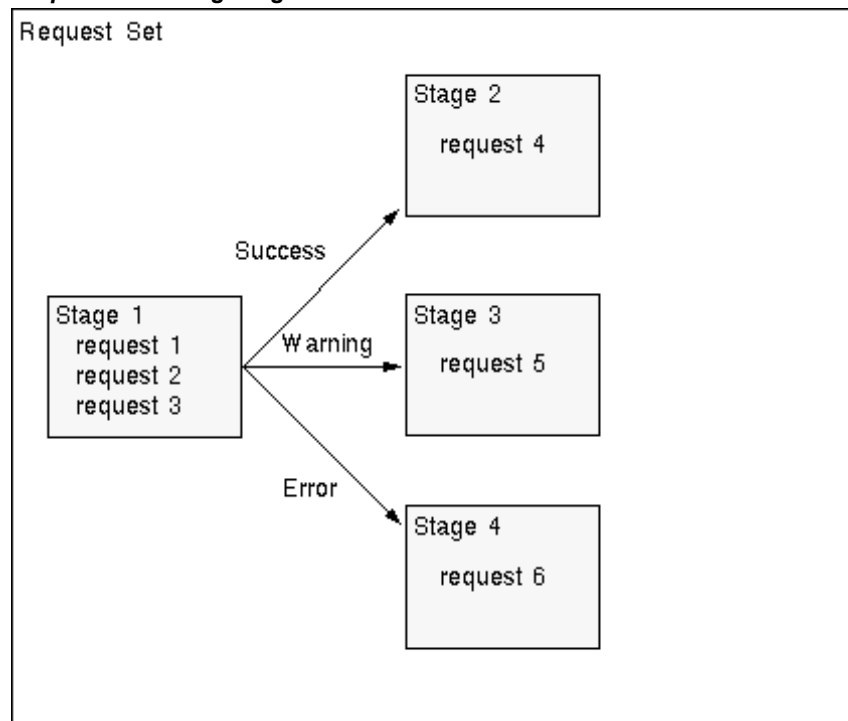 Request Set
Stage 2
request 4
Success
Stage 1
request 1
request 2
request 3
Warning
Stage 3
request 5
Error
Stage 4
request 6